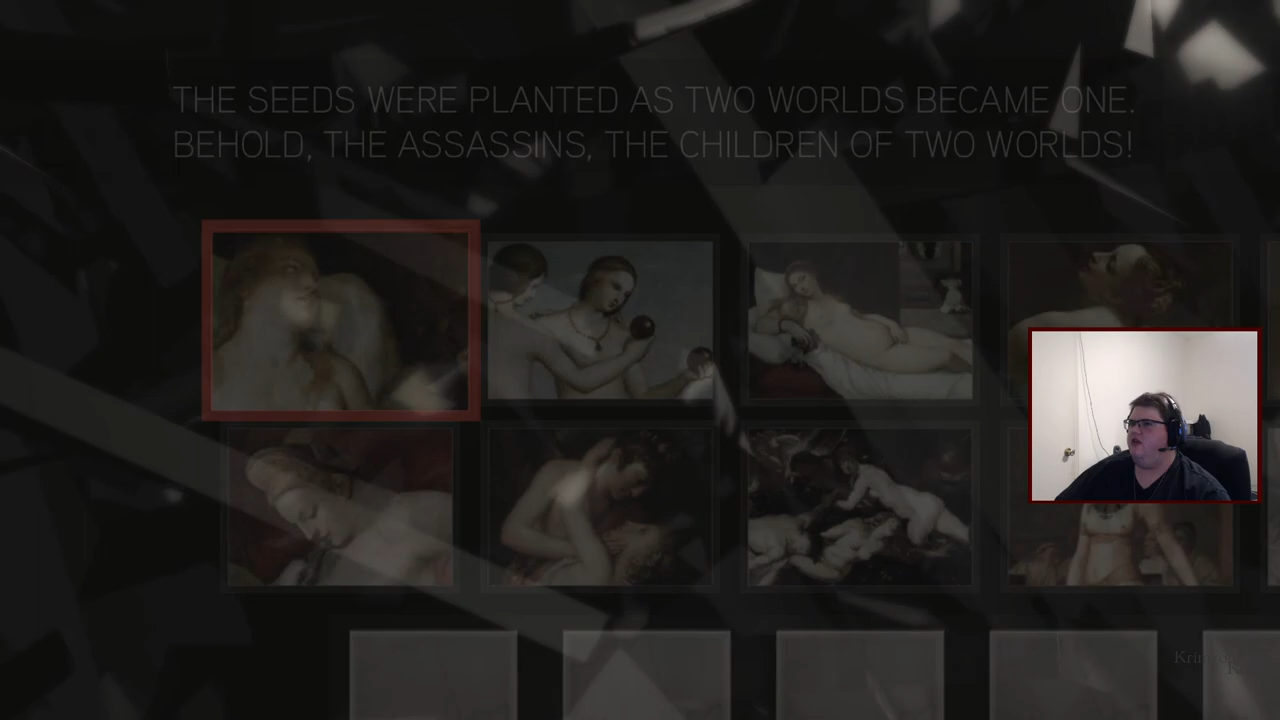 THE SEEDS WERE PLANTED AS TWO WORLDS BECAME ONE.
BEHOLD, THE ASSASSINS, THE CHILDREN OF TWO WORLDS!